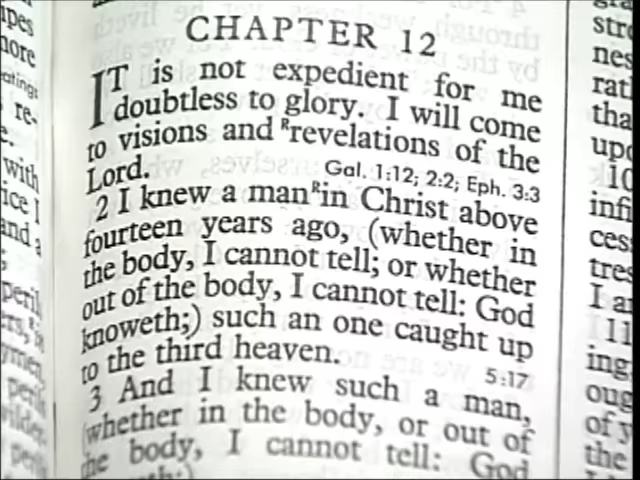 CHAPTER 12
IT is not expedient for me
doubtless to glory. I will come
to visions and ᴿrevelations of the
Lord. Gal. 1:12; 2:2; Eph. 3:3
2 I knew a man ᴿin Christ above
fourteen years ago, (whether in
the body, I cannot tell; or whether
out of the body, I cannot tell: God
knoweth;) such an one caught up
to the third heaven. 5:17
3 And I knew such a man,
(whether in the body, or out of
the body, I cannot tell: God